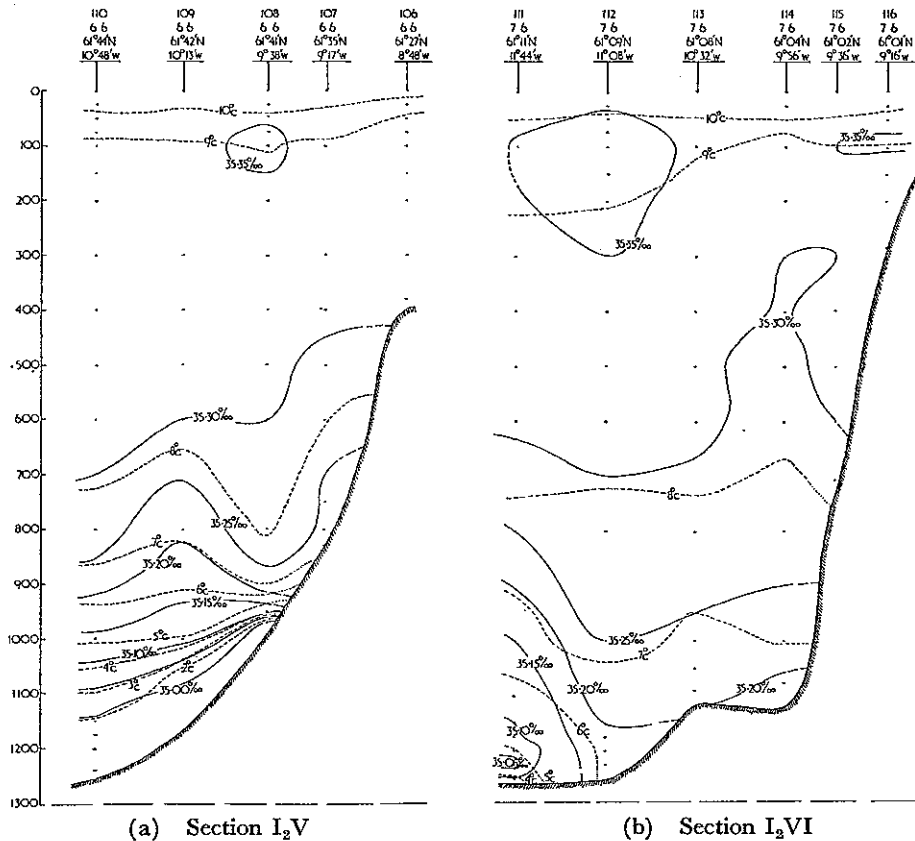 110 109 108 107 106
6 6 6 6 6 6 6 6 6 6
61°44'N 61°42'N 61°41'N 61°35'N 61°27'N
10°48'W 10°13'W 9°38'W 9°17'W 8°48'W
0
100
200
300
400
500
600
700
800
900
1000
1100
1200
1300
10°C
9°C
35·35‰
35·30‰
8°C
35·25‰
7°C
35·20‰
6°C
35·15‰
5°C
35·10‰
4°C
2°C
3°C
35·00‰
(a) Section I₂V
111 112 113 114 115 116
7 6 7 6 7 6 7 6 7 6 7 6
61°11'N 61°09'N 61°08'N 61°04'N 61°02'N 61°01'N
11°44'W 11°08'W 10°32'W 9°56'W 9°36'W 9°16'W
10°C
35·35‰
9°C
35·35‰
35·30‰
8°C
35·25‰
7°C
35·15‰
35·20‰
35·20‰
6°C
35·10‰
35·05‰
4°C 5°C
(b) Section I₂VI